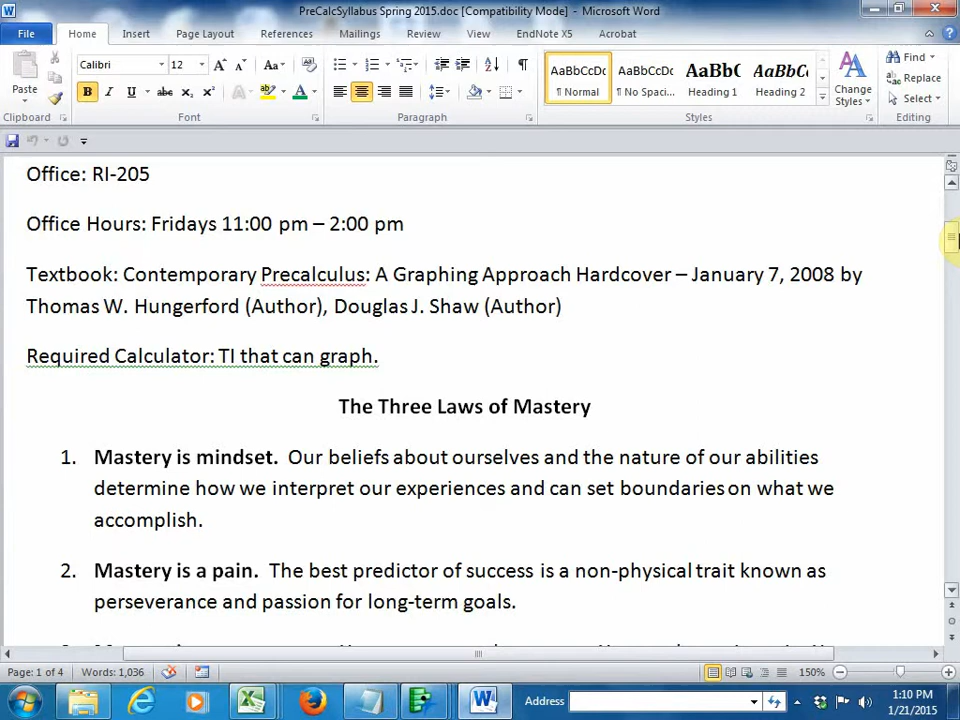 PreCalcSyllabus Spring 2015.doc [Compatibility Mode] - Microsoft Word
File Home Insert Page Layout References Mailings Review View EndNote X5 Acrobat
Calibri 12 Aa
Paste
B I U abc x₂ x² A A
AaBbCcDc AaBbCcDc AaBbC AaBbCc
¶ Normal ¶ No Spaci... Heading 1 Heading 2
Change Styles
Find
Replace
Select
Clipboard Font Paragraph Styles Editing
Office: RI-205
Office Hours: Fridays 11:00 pm – 2:00 pm
Textbook: Contemporary Precalculus: A Graphing Approach Hardcover – January 7, 2008 by
Thomas W. Hungerford (Author), Douglas J. Shaw (Author)
Required Calculator: TI that can graph.
The Three Laws of Mastery
1. Mastery is mindset. Our beliefs about ourselves and the nature of our abilities
determine how we interpret our experiences and can set boundaries on what we
accomplish.
2. Mastery is a pain. The best predictor of success is a non-physical trait known as
perseverance and passion for long-term goals.
Page: 1 of 4 Words: 1,036 150%
Address
1:10 PM
1/21/2015